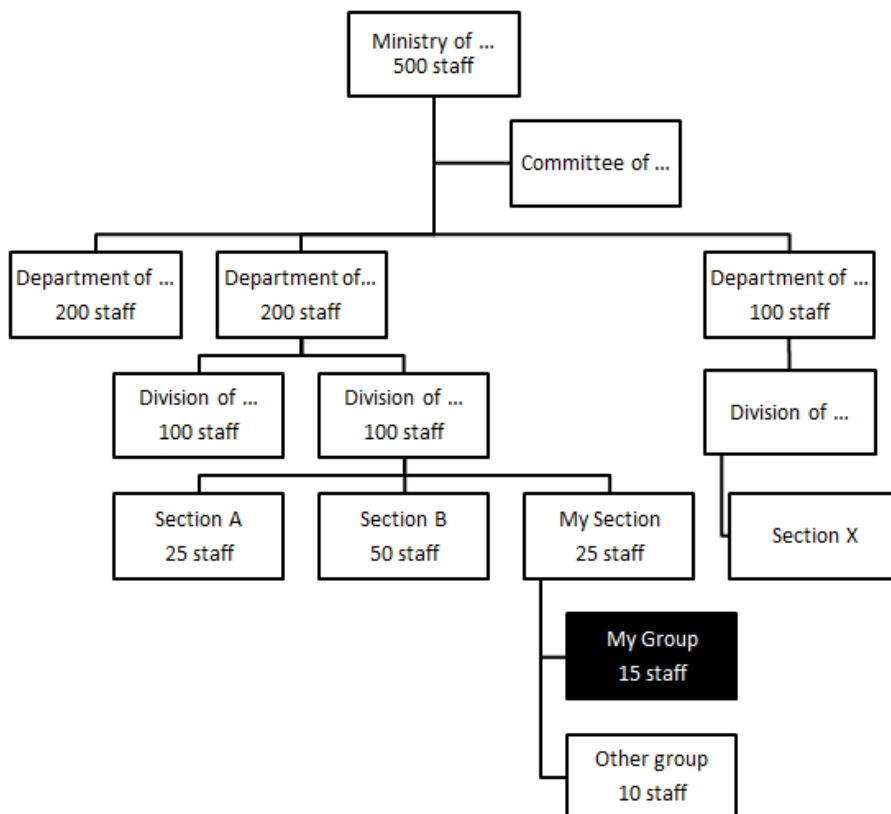 Ministry of ...
500 staff
Committee of ...
Department of ...
200 staff
Department of...
200 staff
Department of ...
100 staff
Division of ...
100 staff
Division of ...
100 staff
Division of ...
Section A
25 staff
Section B
50 staff
My Section
25 staff
Section X
My Group
15 staff
Other group
10 staff